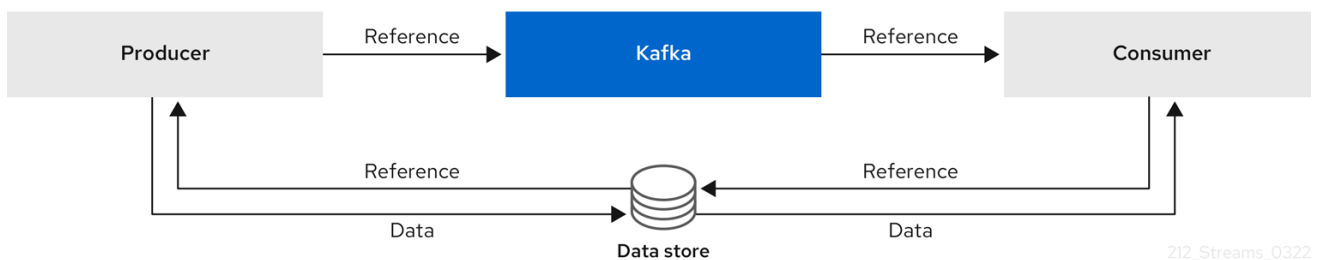 Reference
Reference
Producer
Kafka
Consumer
Reference
Reference
Data
Data
Data store
212_Streams_0322